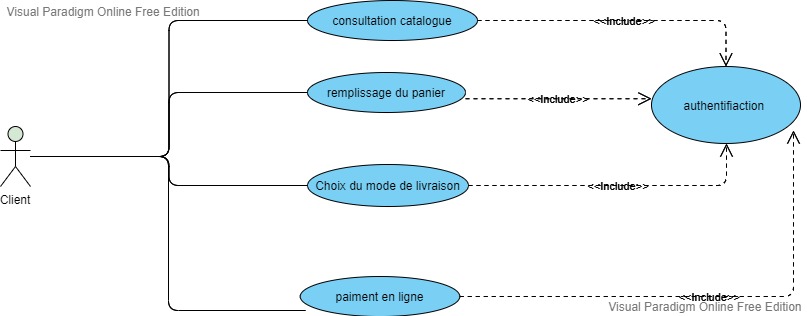 Visual Paradigm Online Free Edition
consultation catalogue
<<Include>>
remplissage du panier
<<Include>>
authentifiaction
Client
Choix du mode de livraison
<<Include>>
paiment en ligne
<<Include>>
Visual Paradigm Online Free Edition